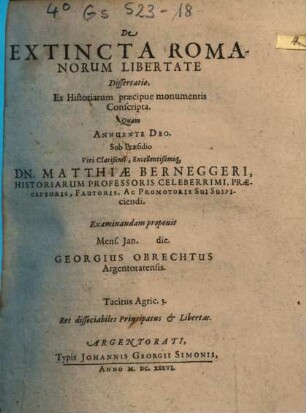 4° Gs 523-18
De
EXTINCTA ROMA-
NORUM LIBERTATE
Dissertatio,
Ex Historiarum præcipue monumentis
Conscripta.
Quam
ANNUENTE DEO.
Sub Præsidio
Viri Clarissimi, Excellentissimiq,
DN. MATTHIÆ BERNEGGERI,
HISTORIARUM PROFESSORIS CELEBERRIMI, PRÆ-
CEPTORIS, FAUTORIS, AC PROMOTORIS SUI SUSPI-
ciendi.
Examinandam proponit
Mens. Jan. die.
GEORGIUS OBRECHTUS
Argentoratensis.
Tacitus Agric. 3.
Res dissociabiles Principatus & Libertas.
ARGENTORATI,
Typis JOHANNIS GEORGII SIMONIS,
ANNO M. DC. XXXVI.